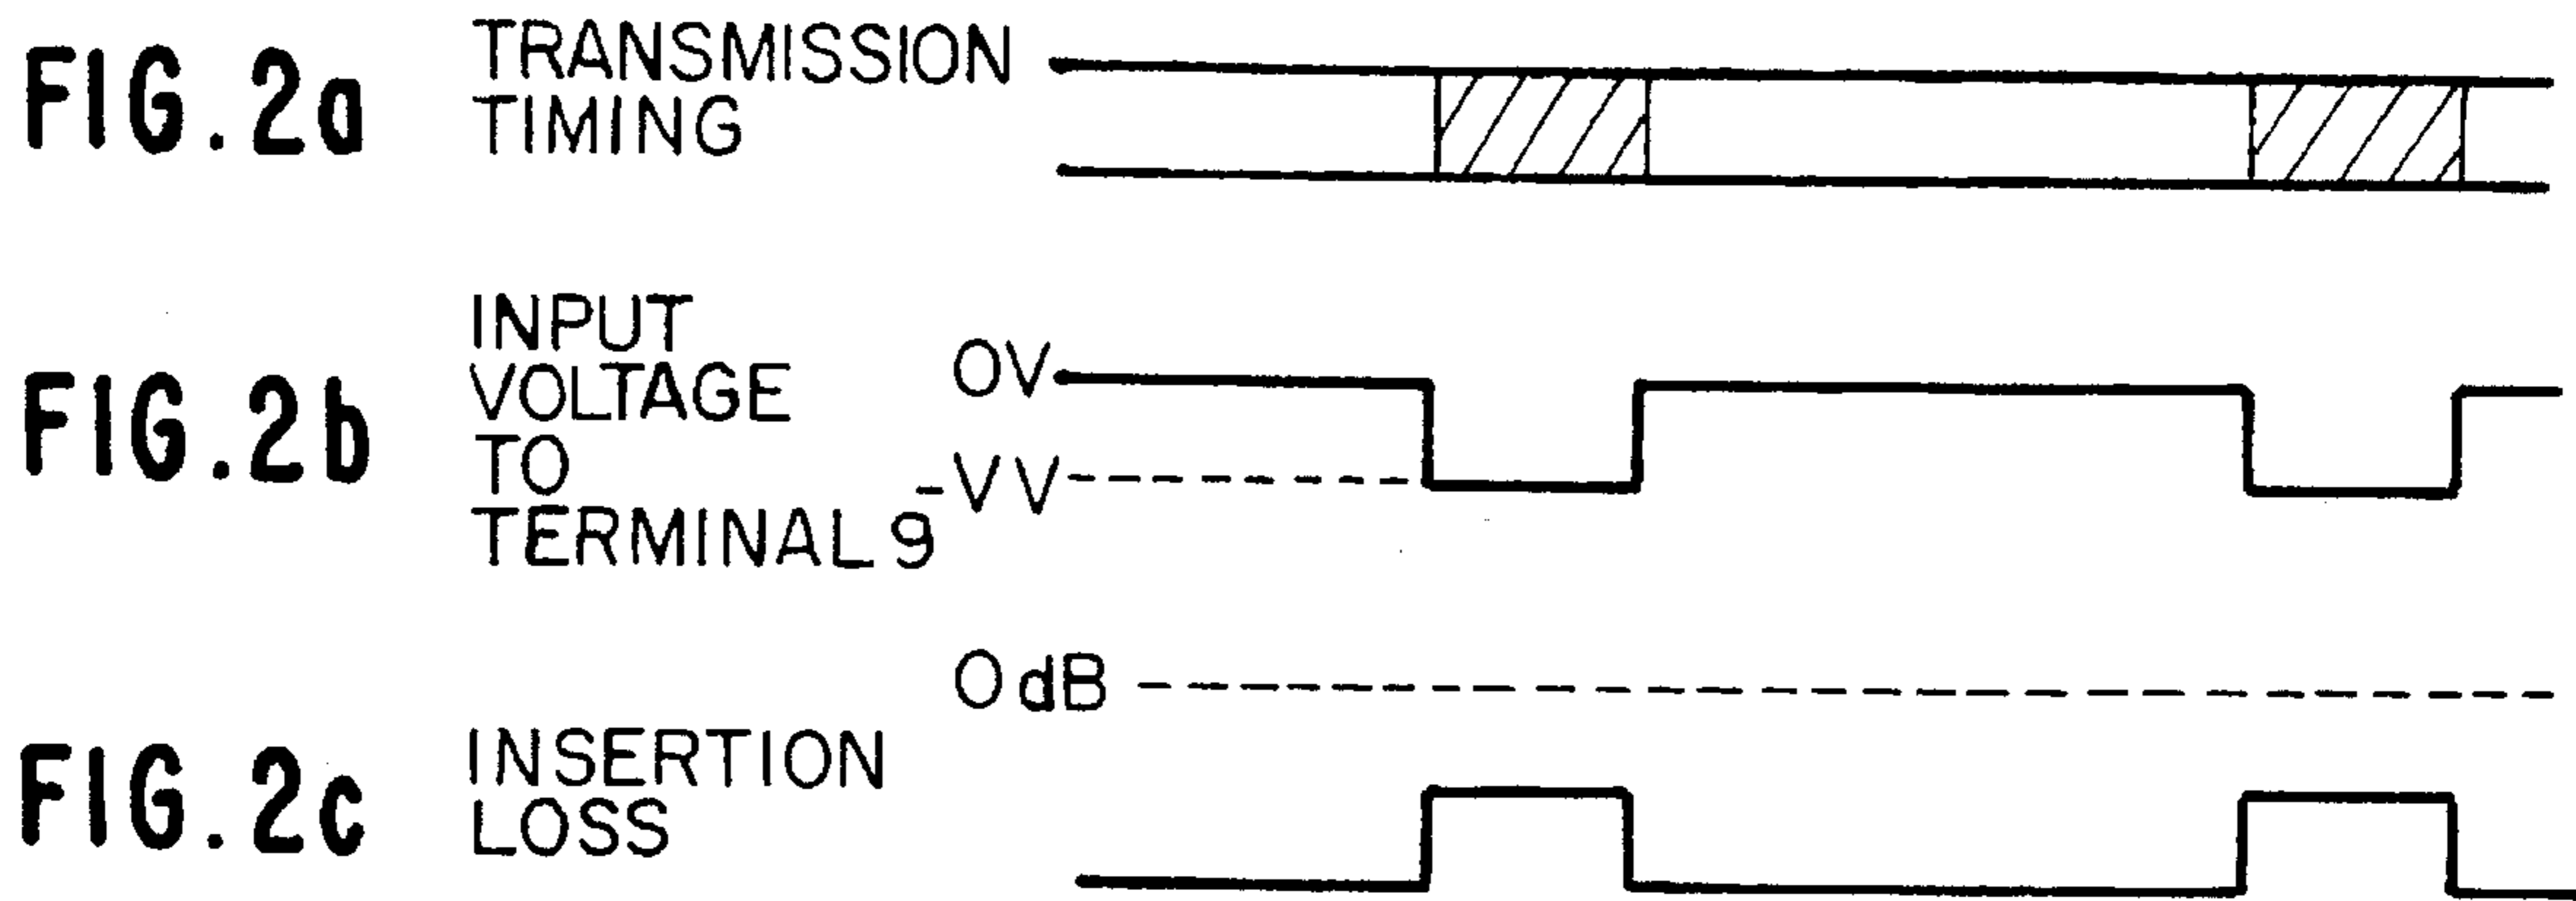 FIG.2a
TRANSMISSION
TIMING
FIG.2b
INPUT
VOLTAGE
TO
TERMINAL 9
0V
-VV
FIG.2c
INSERTION
LOSS
0dB